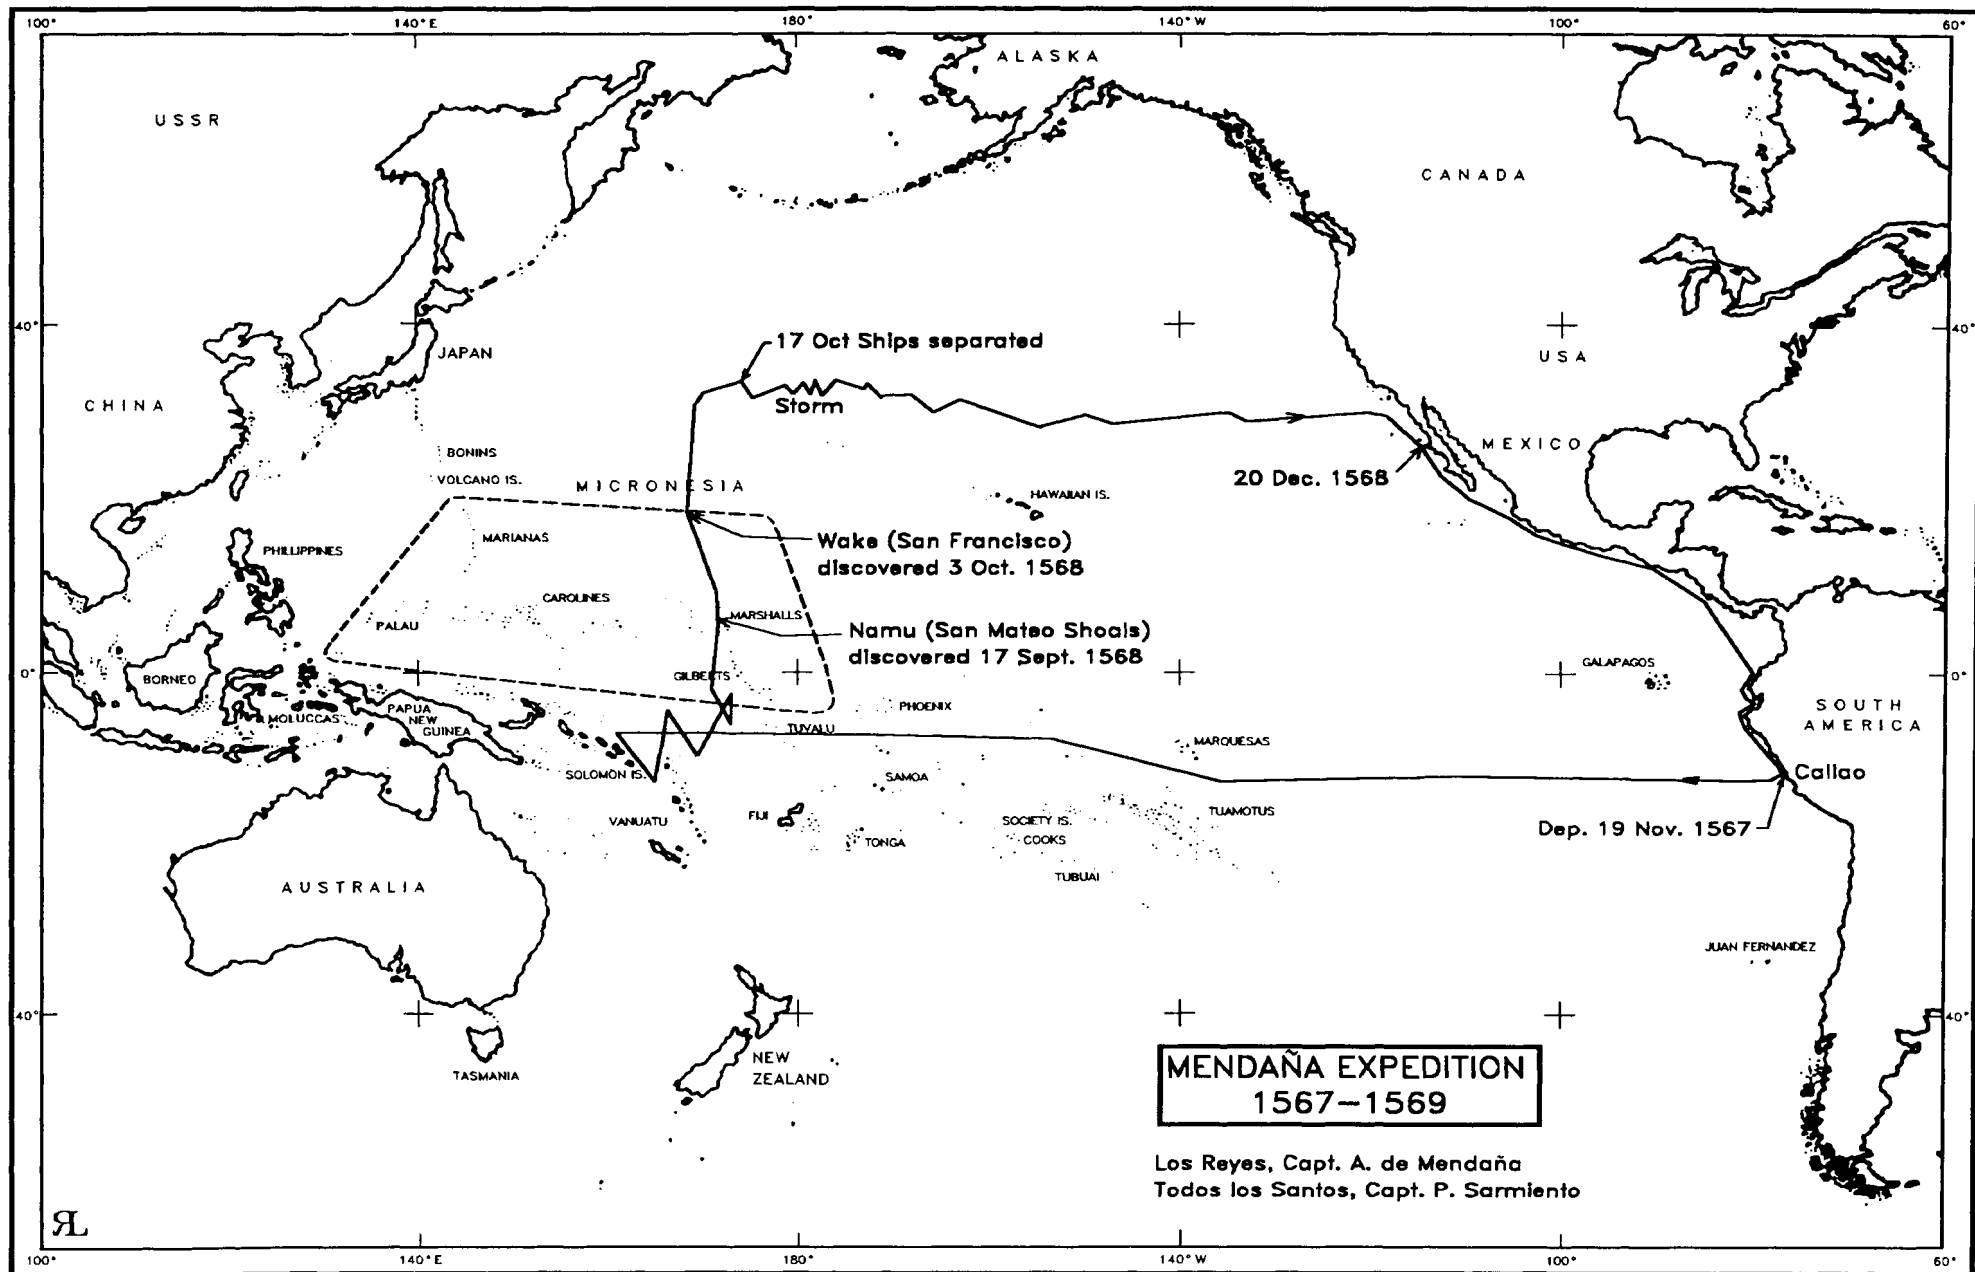 100°
140°E
180°
140°W
100°
60°
ALASKA
USSR
CANADA
40°
40°
17 Oct Ships separated
JAPAN
USA
CHINA
Storm
MEXICO
BONINS
VOLCANO IS.
MICRONESIA
20 Dec. 1568
HAWAIIAN IS.
MARIANAS
PHILIPPINES
Wake (San Francisco)
discovered 3 Oct. 1568
CAROLINES
MARSHALLS
PALAU
Namu (San Mateo Shoals)
discovered 17 Sept. 1568
GALAPAGOS
0°
0°
BORNEO
GILBERTS
PHOENIX
SOUTH
AMERICA
MOLUCCAS
PAPUA
NEW
GUINEA
TUVALU
MARQUESAS
SOLOMON IS.
SAMOA
Callao
VANUATU
FIJI
TONGA
SOCIETY IS.
COOKS
TUAMOTUS
Dep. 19 Nov. 1567
TUBUAI
AUSTRALIA
JUAN FERNANDEZ
40°
40°
TASMANIA
NEW
ZEALAND
MENDAÑA EXPEDITION
1567-1569
Los Reyes, Capt. A. de Mendaña
Todos los Santos, Capt. P. Sarmiento
RL
100°
140°E
180°
140°W
100°
60°